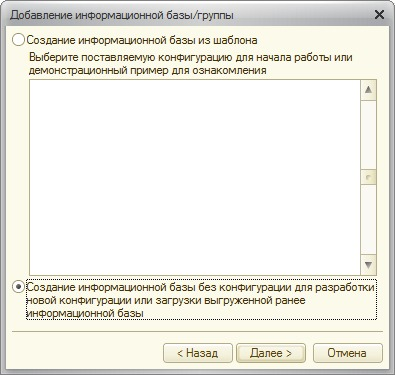 Добавление информационной базы/группы
Создание информационной базы из шаблона
Выберите поставляемую конфигурацию для начала работы или
демонстрационный пример для ознакомления
Создание информационной базы без конфигурации для разработки
новой конфигурации или загрузки выгруженной ранее
информационной базы
< Назад
Далее >
Отмена